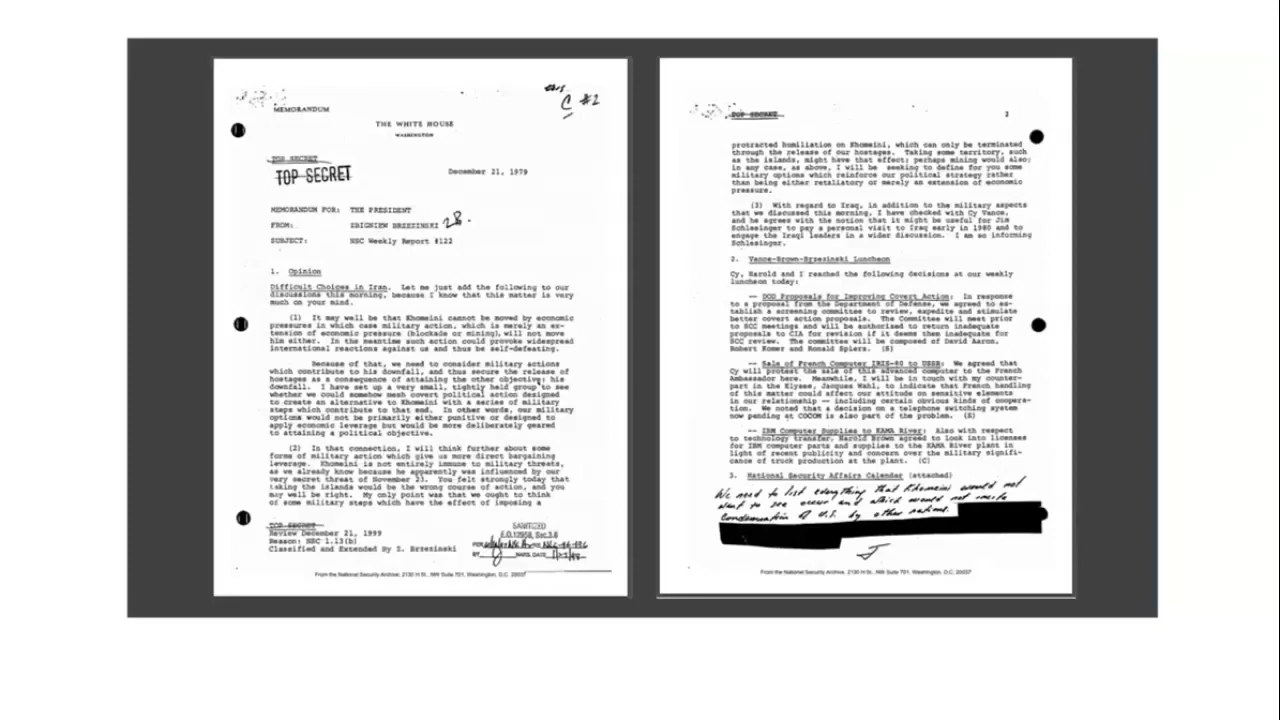 C #2
MEMORANDUM
THE WHITE HOUSE
WASHINGTON
TOP SECRET
TOP SECRET
December 21, 1979
MEMORANDUM FOR: THE PRESIDENT
FROM: ZBIGNIEW BRZEZINSKI
SUBJECT: NSC Weekly Report #122
1. Opinion
Difficult Choices in Iran. Let me just add the following to our
discussions this morning, because I know that this matter is very
much on your mind.
(1) It may well be that Khomeini cannot be moved by economic
pressures in which case military action, which is merely an ex-
tension of economic pressure (blockade or mining), will not move
him either. In the meantime such action could provoke widespread
international reactions against us and thus be self-defeating.
Because of that, we need to consider military actions
which contribute to his downfall, and thus secure the release of
hostages as a consequence of attaining the other objective: his
downfall. I have set up a very small, tightly held group to see
whether we could somehow mesh covert political action designed
to create an alternative to Khomeini with a series of military
steps which contribute to that end. In other words, our military
options would not be primarily either punitive or designed to
apply economic leverage but would be more deliberately geared
to attaining a political objective.
(2) In that connection, I will think further about some
forms of military action which give us more direct bargaining
leverage. Khomeini is not entirely immune to military threats,
as we already know because he apparently was influenced by our
very secret threat of November 23. You felt strongly today that
taking the islands would be the wrong course of action, and you
may well be right. My only point was that we ought to think
of some military steps which have the effect of imposing a
TOP SECRET
Review December 21, 1999
Reason: NSC 1.13(b)
Classified and Extended By Z. Brzezinski
SANITIZED
E.O.12958, Sec.3.6
From the National Security Archive, 2130 H St., NW Suite 701, Washington, D.C. 20037
TOP SECRET
2
protracted humiliation on Khomeini, which can only be terminated
through the release of our hostages. Taking some territory, such
as the islands, might have that effect; perhaps mining would also;
in any case, as above, I will be seeking to define for you some
military options which reinforce our political strategy rather
than being either retaliatory or merely an extension of economic
pressure.
(3) With regard to Iraq, in addition to the military aspects
that we discussed this morning, I have checked with Cy Vance,
and he agrees with the notion that it might be useful for Jim
Schlesinger to pay a personal visit to Iraq early in 1980 and to
engage the Iraqi leaders in a wider discussion. I am so informing
Schlesinger.
2. Vance-Brown-Brzezinski Luncheon
Cy, Harold and I reached the following decisions at our weekly
luncheon today:
-- DOD Proposals for Improving Covert Action: In response
to a proposal from the Department of Defense, we agreed to es-
tablish a screening committee to review, expedite and stimulate
better covert action proposals. The Committee will meet prior
to SCC meetings and will be authorized to return inadequate
proposals to CIA for revision if it deems them inadequate for
SCC review. The committee will be composed of David Aaron,
Robert Komer and Ronald Spiers. (S)
-- Sale of French Computer IRIS-80 to USSR: We agreed that
Cy will protest the sale of this advanced computer to the French
Ambassador here. Meanwhile, I will be in touch with my counter-
part in the Elysee, Jacques Wahl, to indicate that French handling
of this matter could affect our attitude on sensitive elements
in our relationship -- including certain obvious kinds of coopera-
tion. We noted that a decision on a telephone switching system
now pending at COCOM is also part of the problem. (S)
-- IBM Computer Supplies to KAMA River: Also with respect
to technology transfer, Harold Brown agreed to look into licenses
for IBM computer parts and supplies to the KAMA River plant in
light of recent publicity and concern over the military signifi-
cance of truck production at the plant. (C)
3. National Security Affairs Calendar (attached)
We need to list everything that Khomeini would not
want to see occur and which would not incite
condemnation of U.S. by other nations.
J
From the National Security Archive, 2130 H St., NW Suite 701, Washington, D.C. 20037